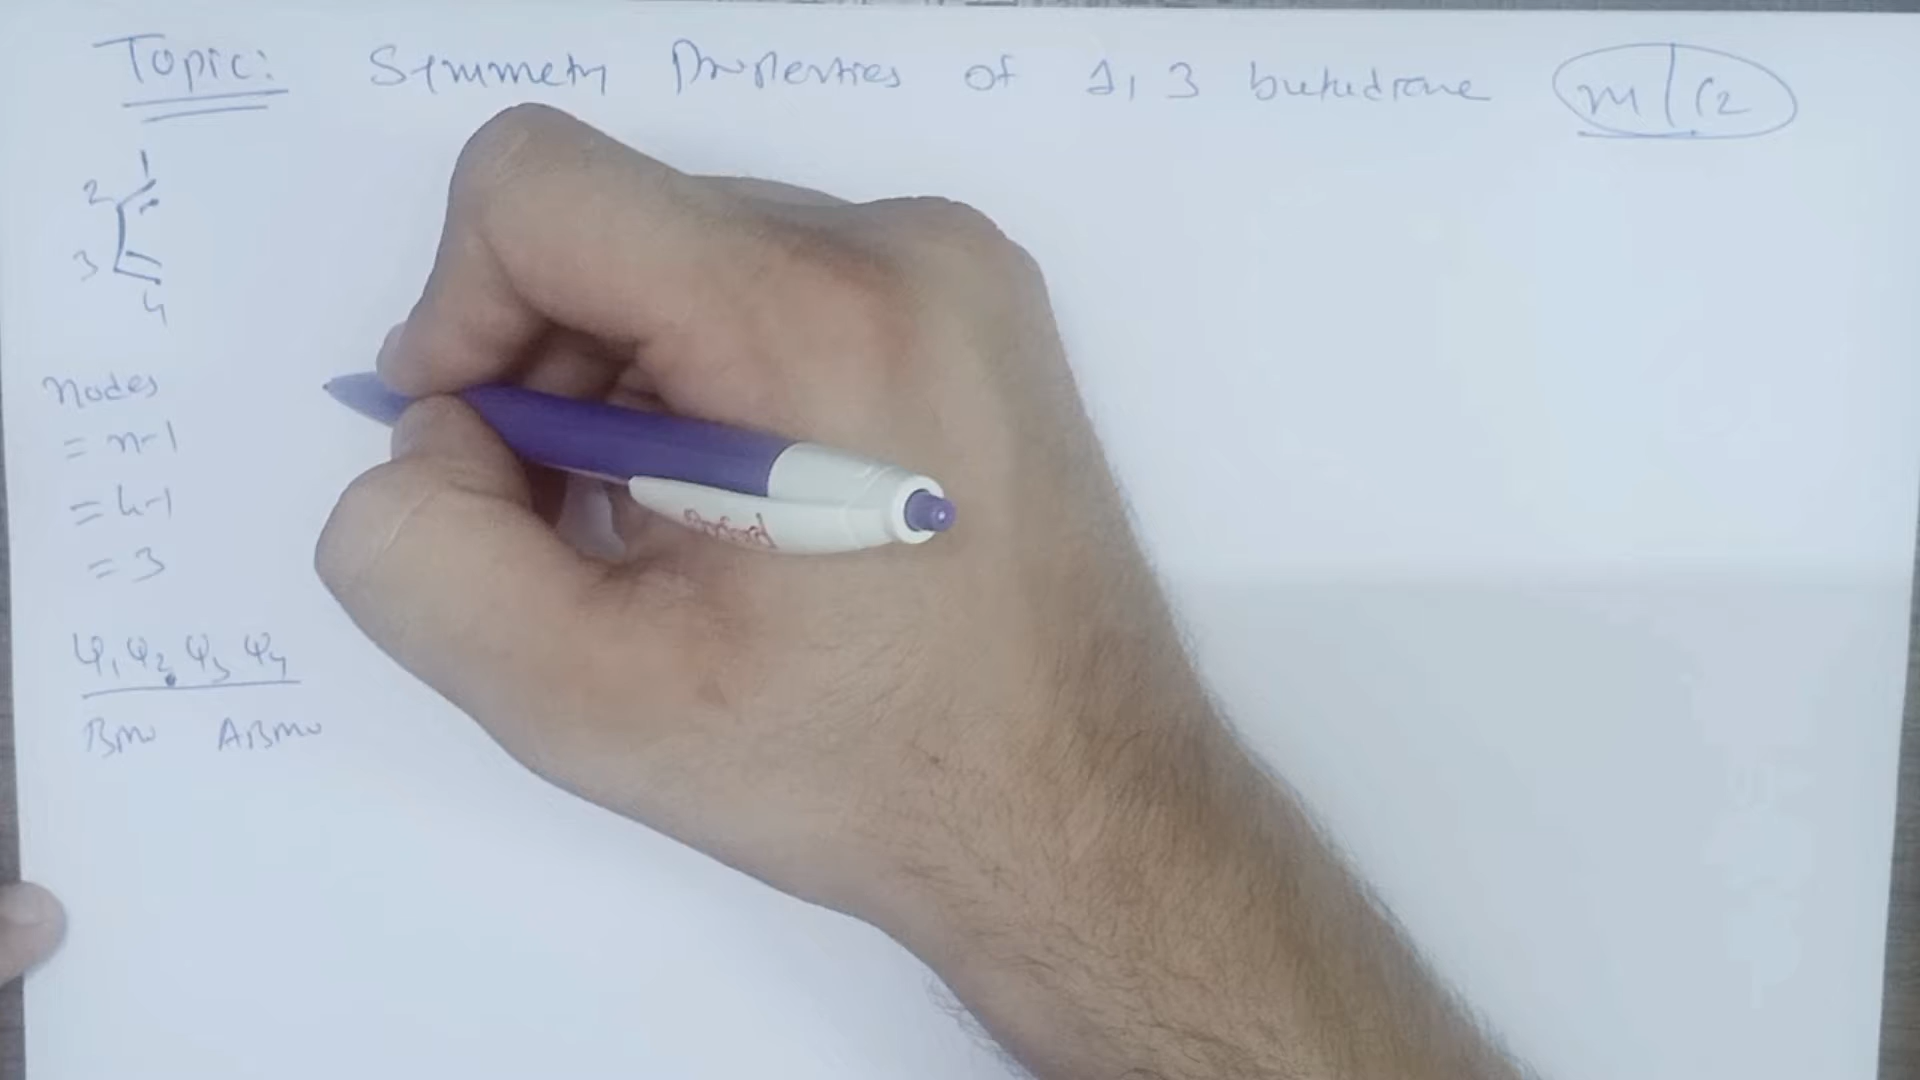 Topic: Symmety Properties of 1,3 butadiene m/C2
1
2
3
4
Nodes
= n-1
= 4-1
= 3
Ψ1 Ψ2 Ψ3 Ψ4
BMO ABMO